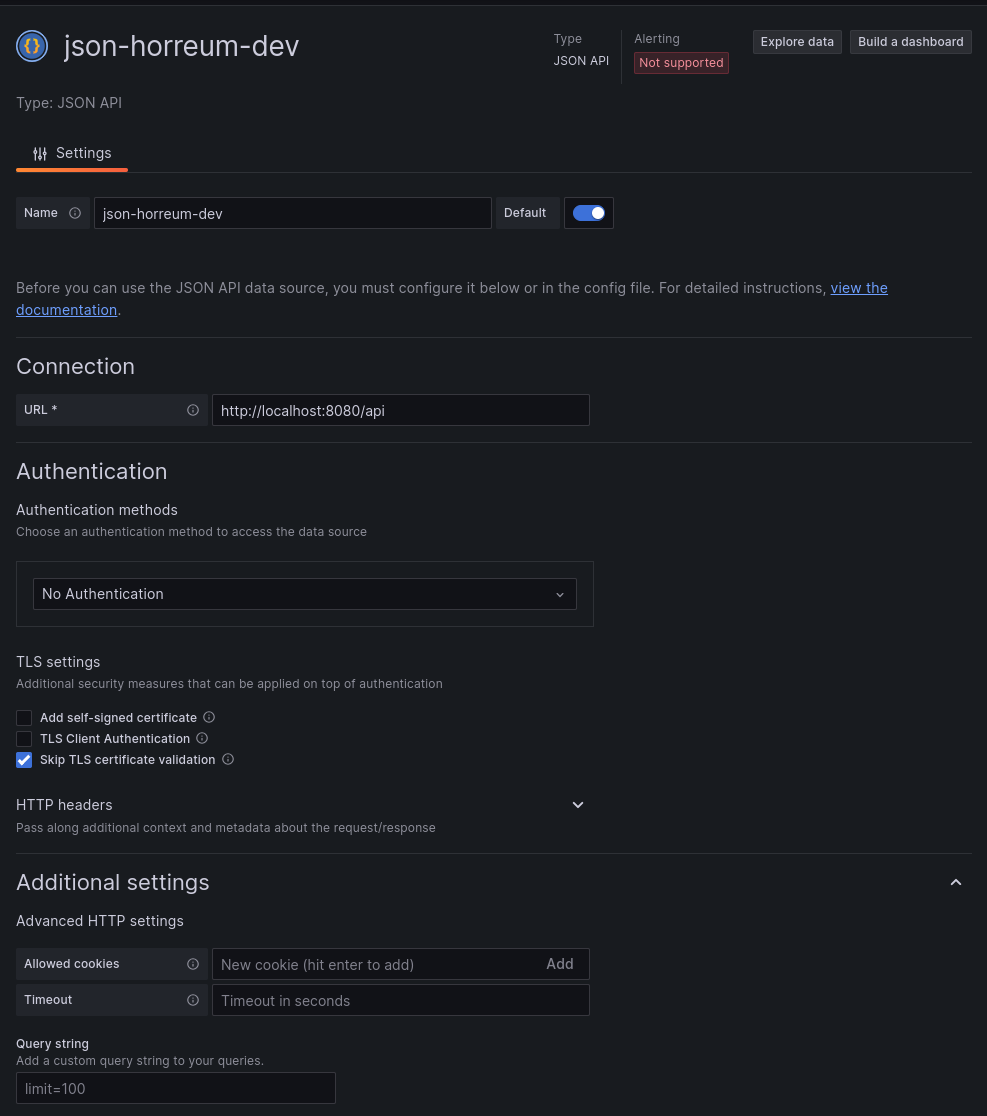 json-horreum-dev
Type
JSON API
Alerting
Not supported
Explore data
Build a dashboard
Type: JSON API
Settings
Name
json-horreum-dev
Default
Before you can use the JSON API data source, you must configure it below or in the config file. For detailed instructions, view the
documentation.
Connection
URL *
http://localhost:8080/api
Authentication
Authentication methods
Choose an authentication method to access the data source
No Authentication
TLS settings
Additional security measures that can be applied on top of authentication
Add self-signed certificate
TLS Client Authentication
Skip TLS certificate validation
HTTP headers
Pass along additional context and metadata about the request/response
Additional settings
Advanced HTTP settings
Allowed cookies
New cookie (hit enter to add)
Add
Timeout
Timeout in seconds
Query string
Add a custom query string to your queries.
limit=100